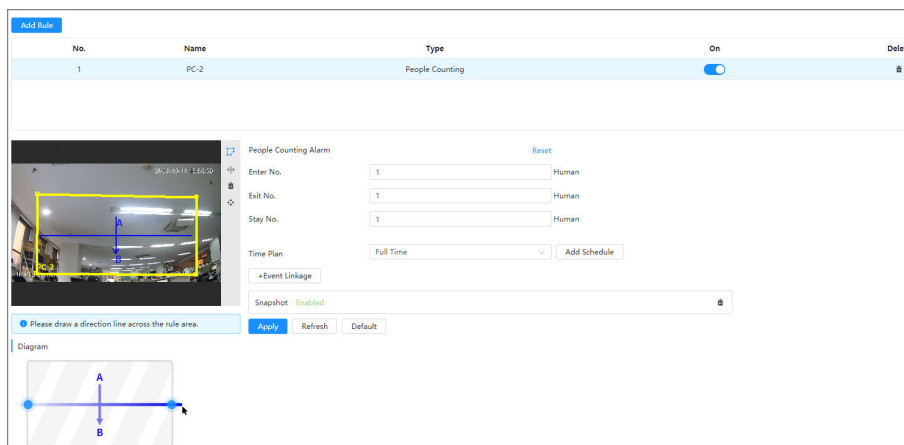 Add Rule
No. Name Type On Dele
1 PC-2 People Counting
People Counting Alarm Reset
Enter No. 1 Human
Exit No. 1 Human
Stay No. 1 Human
Time Plan Full Time Add Schedule
+Event Linkage
Snapshot Enabled
Apply Refresh Default
A
B
PC-2
Please draw a direction line across the rule area.
Diagram
A
B